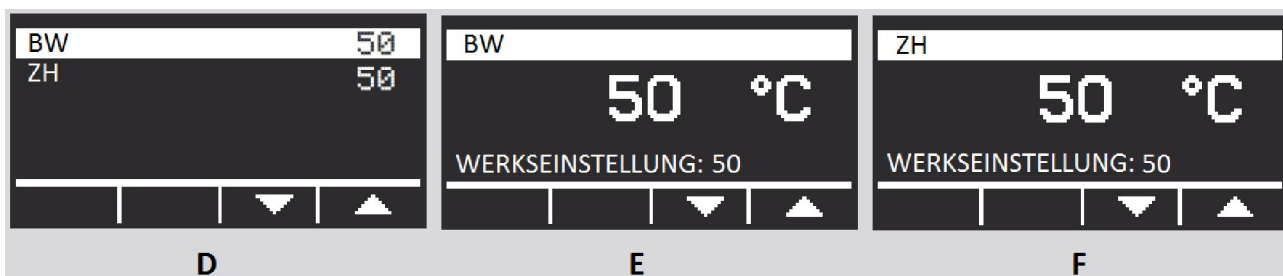 BW 50
ZH 50
D
BW
50 °C
WERKSEINSTELLUNG: 50
E
ZH
50 °C
WERKSEINSTELLUNG: 50
F